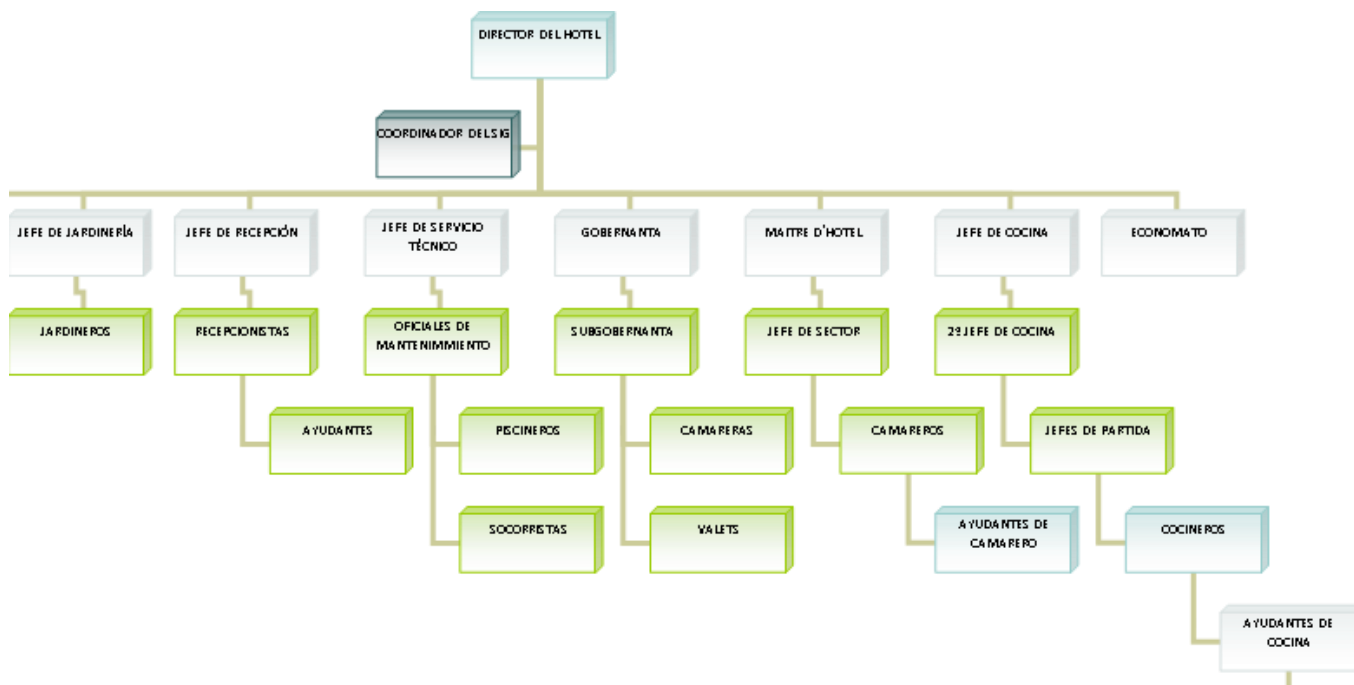 DIRECTOR DEL HOTEL
COORDINADOR DEL SIG
JEFE DE JARDINERÍA
JEFE DE RECEPCIÓN
JEFE DE SERVICIO
TÉCNICO
GOBERNANTA
MAITRE D'HOTEL
JEFE DE COCINA
ECONOMATO
JARDINEROS
RECEPCIONISTAS
OFICIALES DE
MANTENIMMIENTO
SUBGOBERNANTA
JEFE DE SECTOR
2º JEFE DE COCINA
AYUDANTES
PISCINEROS
CAMARERAS
CAMAREROS
JEFES DE PARTIDA
SOCORRISTAS
VALETS
AYUDANTES DE
CAMARERO
COCINEROS
AYUDANTES DE
COCINA